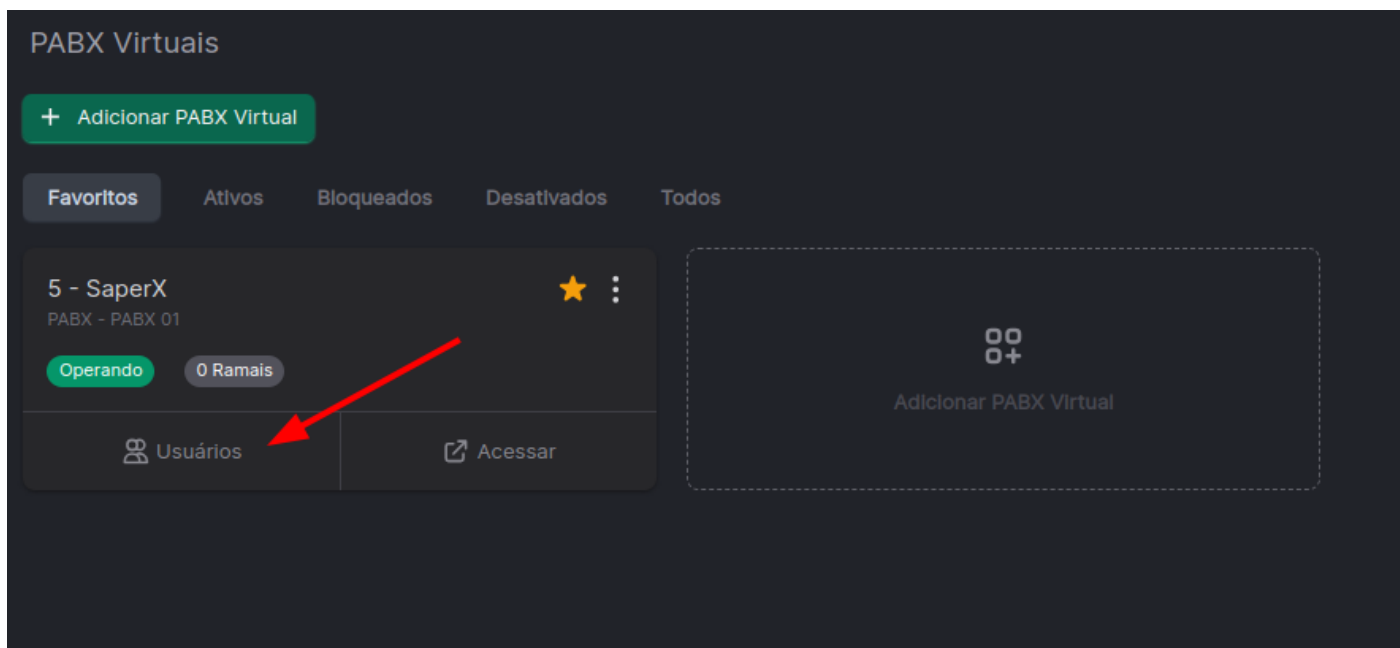 PABX Virtuais
+ Adicionar PABX Virtual
Favoritos Ativos Bloqueados Desativados Todos
5 - SaperX
PABX - PABX 01
Operando 0 Ramais
Usuários Acessar
Adicionar PABX Virtual